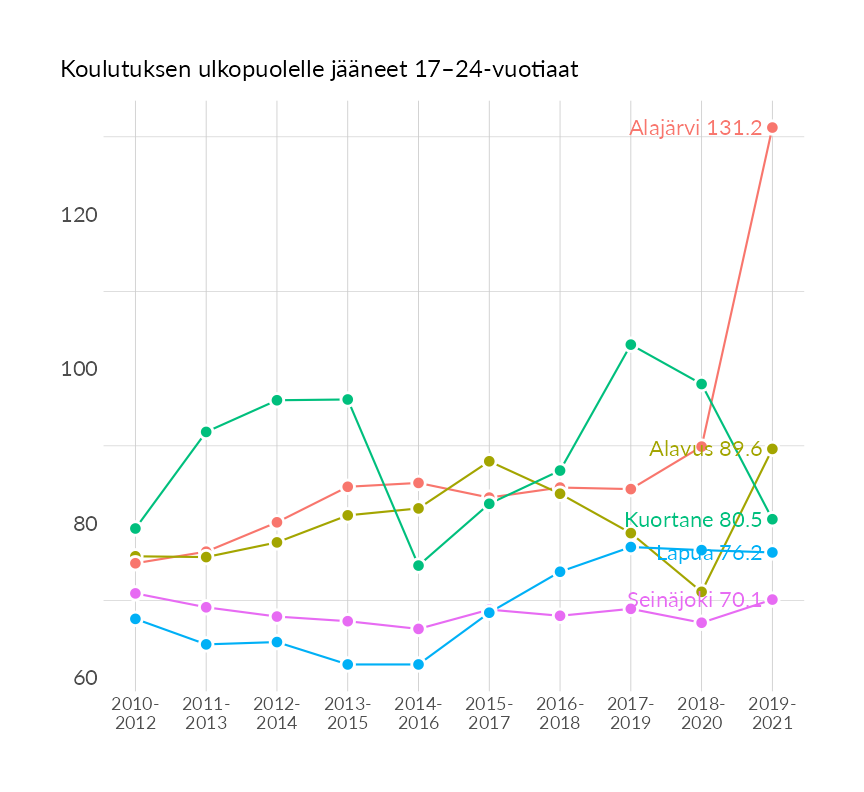 Koulutuksen ulkopuolelle jääneet 17–24-vuotiaat
Alajärvi 131.2
120
100
Alavus 89.6
80
Kuortane 80.5
Lapua 76.2
Seinäjoki 70.1
60
2010- 2011- 2012- 2013- 2014- 2015- 2016- 2017- 2018- 2019-
2012 2013 2014 2015 2016 2017 2018 2019 2020 2021